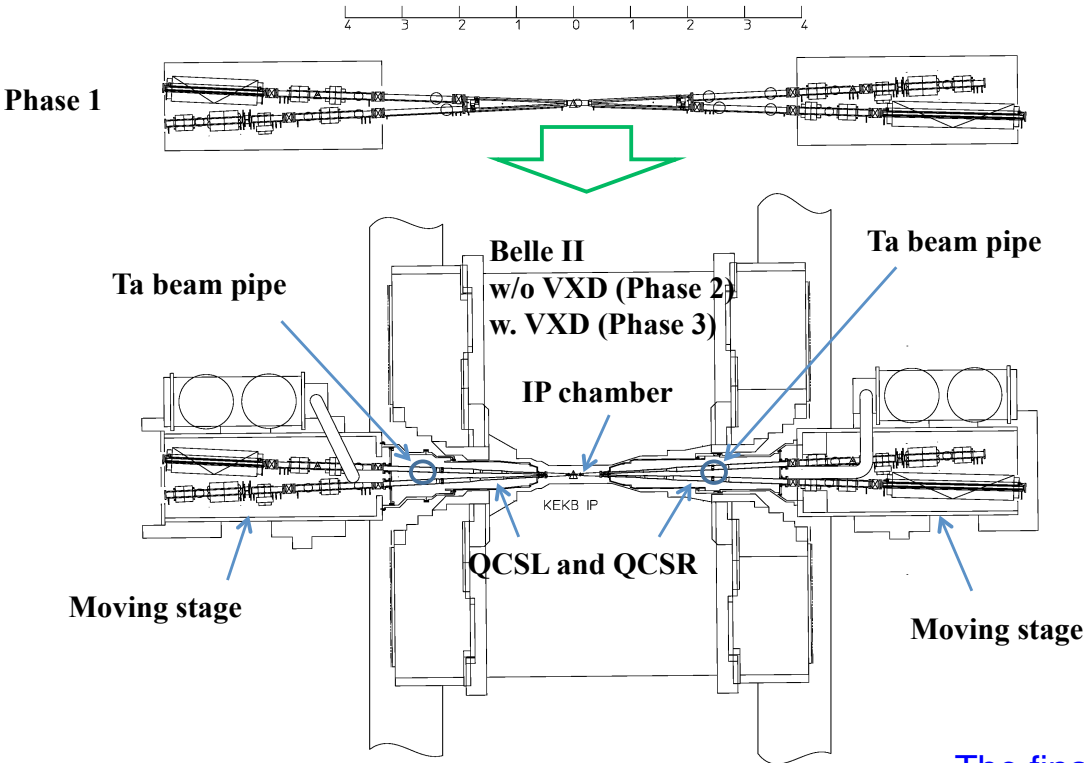 4 3 2 1 0 1 2 3 4
Phase 1
Belle II
w/o VXD (Phase 2)
w. VXD (Phase 3)
Ta beam pipe
Ta beam pipe
IP chamber
KEKB IP
QCSL and QCSR
Moving stage
Moving stage